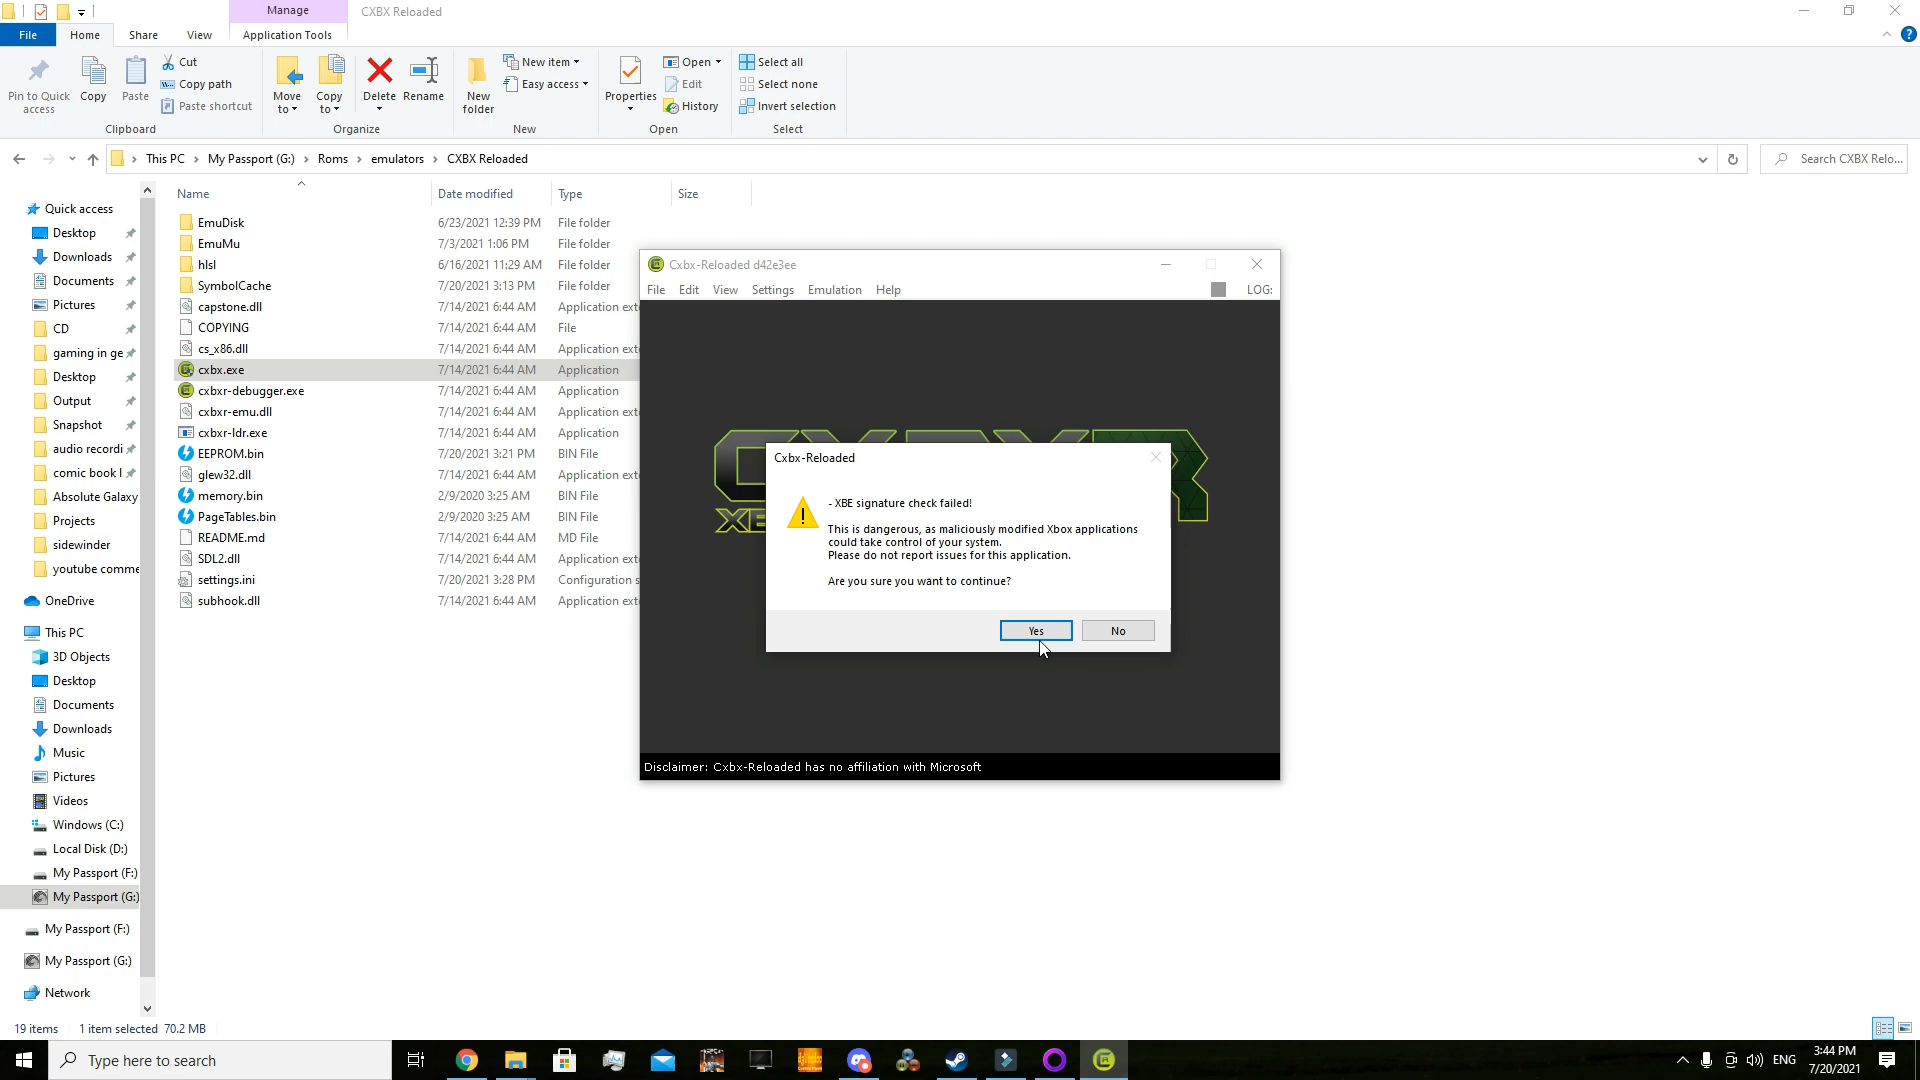 Manage
CXBX Reloaded
File
Home
Share
View
Application Tools
Pin to Quick access
Copy
Paste
Cut
Copy path
Paste shortcut
Clipboard
Move to
Copy to
Delete
Rename
Organize
New folder
New item
Easy access
New
Properties
Open
Edit
History
Open
Select all
Select none
Invert selection
Select
This PC > My Passport (G:) > Roms > emulators > CXBX Reloaded
Search CXBX Relo...
Quick access
Desktop
Downloads
Documents
Pictures
CD
gaming in ge
Desktop
Output
Snapshot
audio recordi
comic book I
Absolute Galaxy
Projects
sidewinder
youtube comme
OneDrive
This PC
3D Objects
Desktop
Documents
Downloads
Music
Pictures
Videos
Windows (C:)
Local Disk (D:)
My Passport (F:)
My Passport (G:)
My Passport (F:)
My Passport (G:)
Network
Name Date modified Type Size
EmuDisk 6/23/2021 12:39 PM File folder
EmuMu 7/3/2021 1:06 PM File folder
hlsl 6/16/2021 11:29 AM File folder
SymbolCache 7/20/2021 3:13 PM File folder
capstone.dll 7/14/2021 6:44 AM Application exte
COPYING 7/14/2021 6:44 AM File
cs_x86.dll 7/14/2021 6:44 AM Application exte
cxbx.exe 7/14/2021 6:44 AM Application
cxbxr-debugger.exe 7/14/2021 6:44 AM Application
cxbxr-emu.dll 7/14/2021 6:44 AM Application exte
cxbxr-ldr.exe 7/14/2021 6:44 AM Application
EEPROM.bin 7/20/2021 3:21 PM BIN File
glew32.dll 7/14/2021 6:44 AM Application exte
memory.bin 2/9/2020 3:25 AM BIN File
PageTables.bin 2/9/2020 3:25 AM BIN File
README.md 7/14/2021 6:44 AM MD File
SDL2.dll 7/14/2021 6:44 AM Application exte
settings.ini 7/20/2021 3:28 PM Configuration s
subhook.dll 7/14/2021 6:44 AM Application exte
Cxbx-Reloaded d42e3ee
File Edit View Settings Emulation Help LOG:
Cxbx-Reloaded
- XBE signature check failed!
This is dangerous, as maliciously modified Xbox applications
could take control of your system.
Please do not report issues for this application.
Are you sure you want to continue?
Yes
No
Disclaimer: Cxbx-Reloaded has no affiliation with Microsoft
19 items 1 item selected 70.2 MB
Type here to search
ENG
3:44 PM
7/20/2021